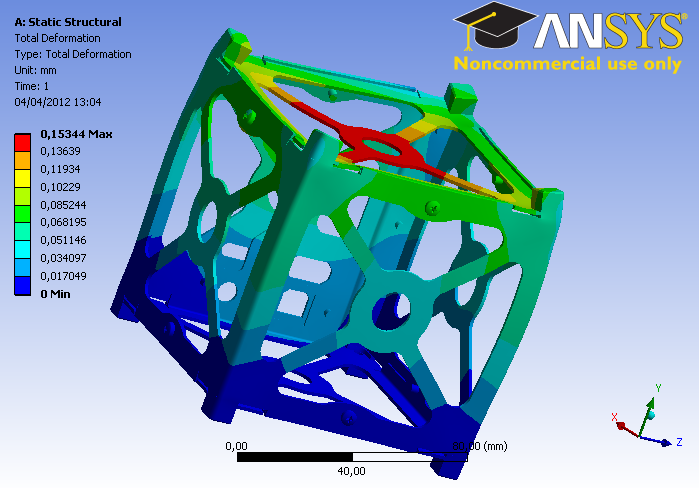 A: Static Structural
Total Deformation
Type: Total Deformation
Unit: mm
Time: 1
04/04/2012 13:04
ANSYS
Noncommercial use only
0,15344 Max
0,13639
0,11934
0,10229
0,085244
0,068195
0,051146
0,034097
0,017049
0 Min
Y
X
Z
0,00
(mm)
40,00